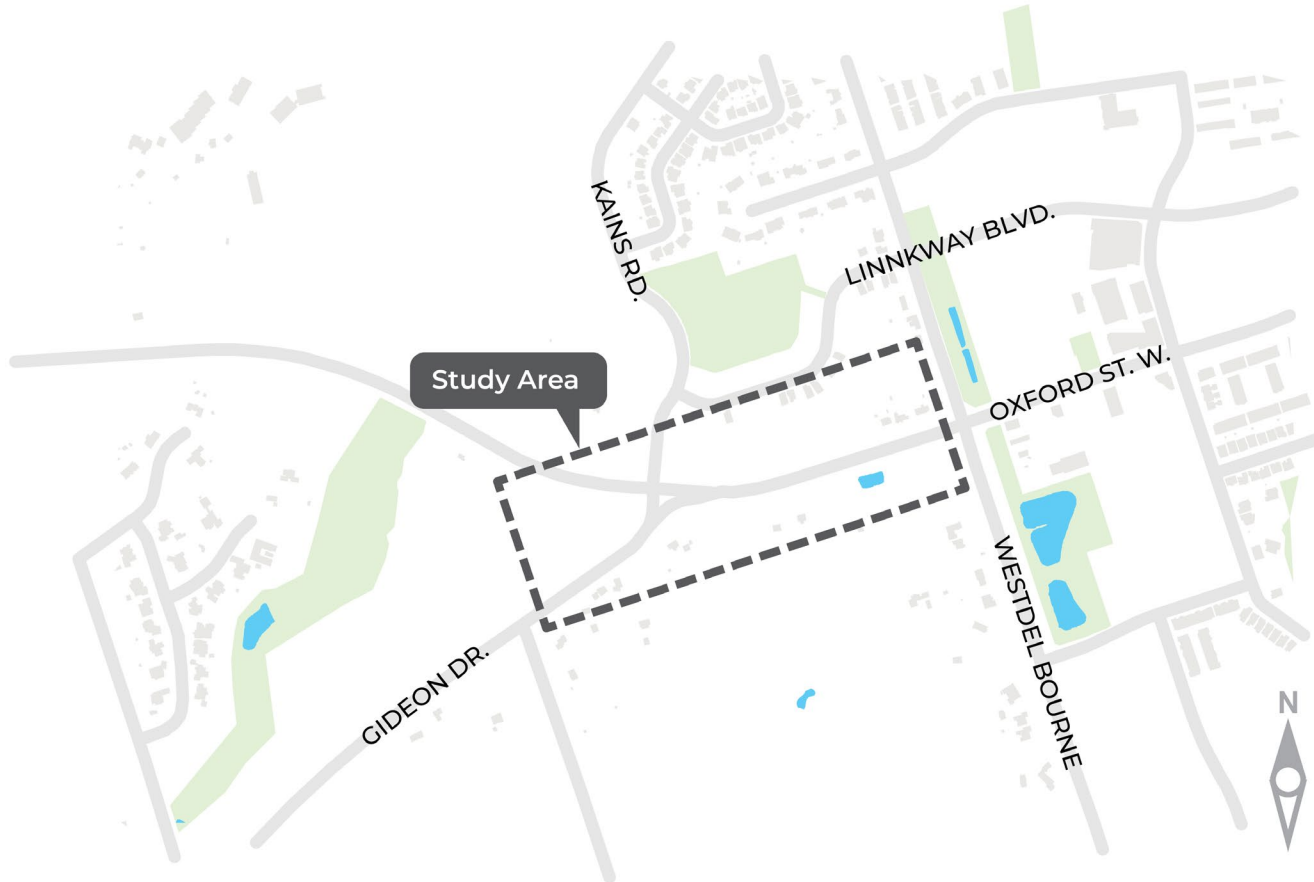 KAINS RD.
LINNKWAY BLVD.
Study Area
OXFORD ST. W.
WESTDEL BOURNE
GIDEON DR.
N